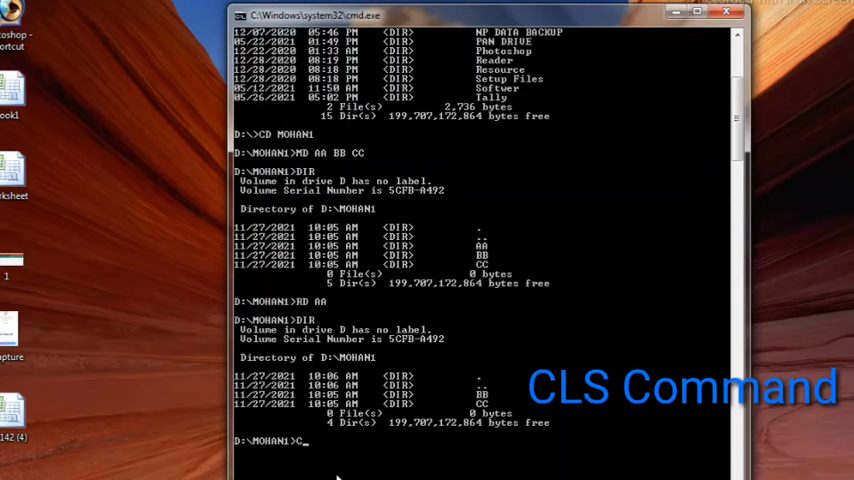 toshop -
ortcut
ook1
rksheet
1
apture
142 (4)
C:\Windows\system32\cmd.exe
12/07/2020  05:46 PM    <DIR>          NP DATA BACKUP
05/22/2021  01:49 PM    <DIR>          PAN DRIVE
12/22/2020  01:33 AM    <DIR>          Photoshop
12/28/2020  08:19 PM    <DIR>          Reader
12/28/2020  08:18 PM    <DIR>          Resource
12/28/2020  08:18 PM    <DIR>          Setup Files
05/12/2021  11:50 AM    <DIR>          Softwer
05/26/2021  05:02 PM    <DIR>          Tally
2 File(s)          2,736 bytes
15 Dir(s)  199,707,172,864 bytes free
D:\>CD MOHAN1
D:\MOHAN1>MD AA BB CC
D:\MOHAN1>DIR
Volume in drive D has no label.
Volume Serial Number is 5CFB-A492
Directory of D:\MOHAN1
11/27/2021  10:05 AM    <DIR>          .
11/27/2021  10:05 AM    <DIR>          ..
11/27/2021  10:05 AM    <DIR>          AA
11/27/2021  10:05 AM    <DIR>          BB
11/27/2021  10:05 AM    <DIR>          CC
0 File(s)              0 bytes
5 Dir(s)  199,707,172,864 bytes free
D:\MOHAN1>RD AA
D:\MOHAN1>DIR
Volume in drive D has no label.
Volume Serial Number is 5CFB-A492
Directory of D:\MOHAN1
11/27/2021  10:06 AM    <DIR>          .
11/27/2021  10:06 AM    <DIR>          ..
11/27/2021  10:05 AM    <DIR>          BB
11/27/2021  10:05 AM    <DIR>          CC
0 File(s)              0 bytes
4 Dir(s)  199,707,172,864 bytes free
D:\MOHAN1>C_
CLS Command